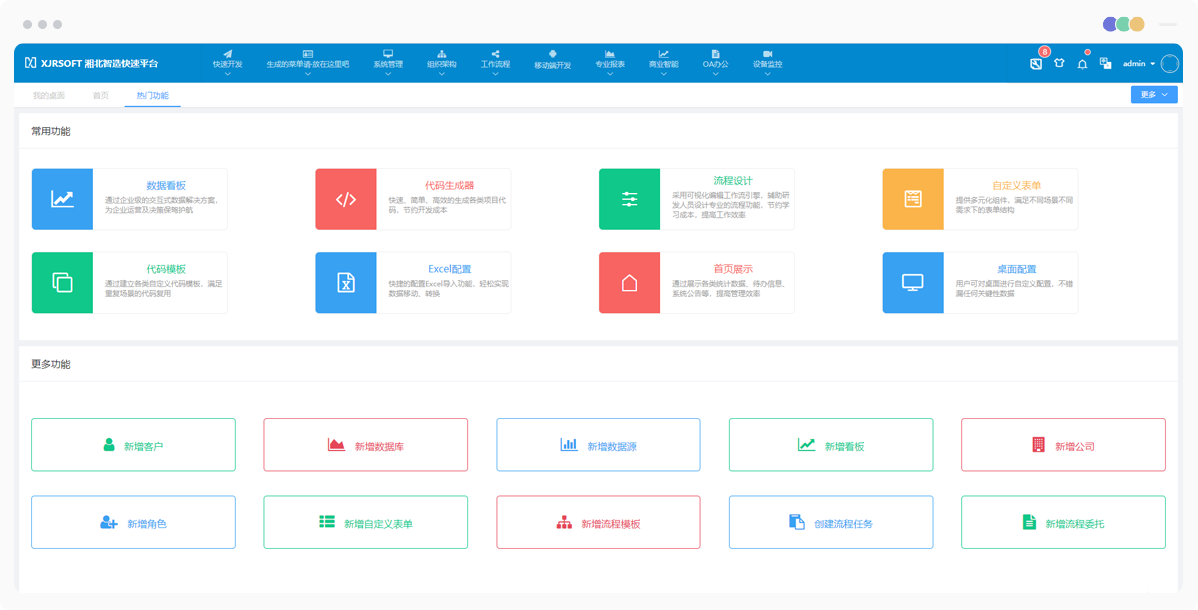 XJRSOFT 湘北智造快速平台
快速开发
生成的菜单请-放在这里吧
系统管理
组织架构
工作流程
移动端开发
专业报表
商业智能
OA办公
设备监控
8
admin
我的桌面
首页
热门功能
更多
常用功能
数据看板
通过企业级的交互式数据解决方案，
为企业运营及决策保驾护航
代码生成器
快速、简单、高效的生成各类项目代
码，节约开发成本
流程设计
采用可视化编辑工作流引擎，辅助研
发人员设计专业的流程功能，节约学
习成本，提高工作效率
自定义表单
提供多元化组件，满足不同场景不同
需求下的表单结构
代码模板
通过建立各类自定义代码模板，满足
重复场景的代码复用
Excel配置
快捷的配置Excel导入功能，轻松实现
数据移动、转换
首页展示
通过展示各类统计数据、待办信息、
系统公告等，提高管理效率
桌面配置
用户可对桌面进行自定义配置，不错
漏任何关键性数据
更多功能
新增客户
新增数据库
新增数据源
新增看板
新增公司
新增角色
新增自定义表单
新增流程模板
创建流程任务
新增流程委托